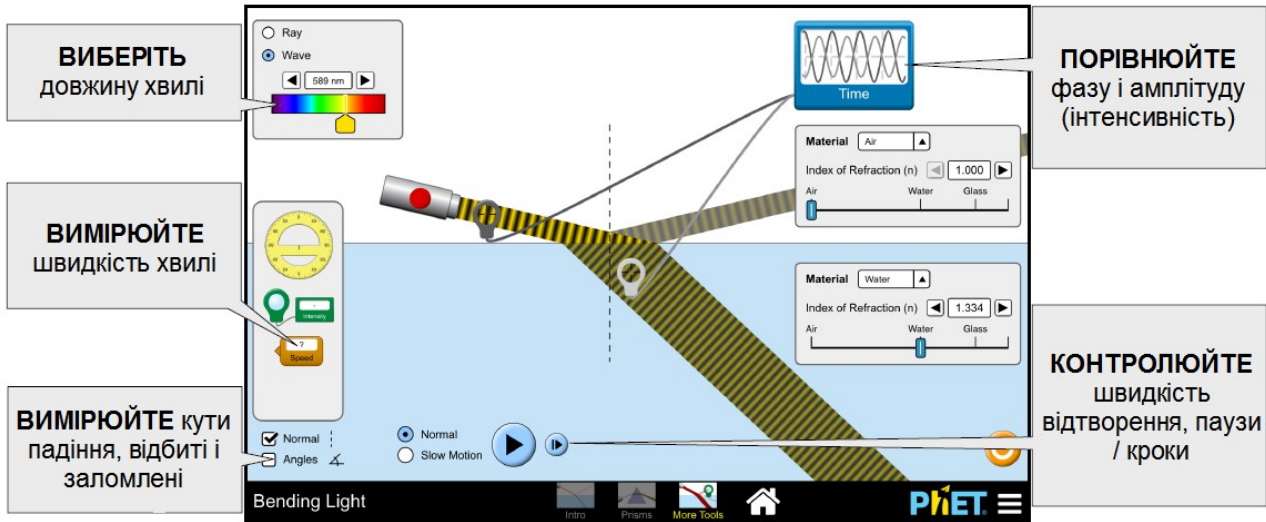 ВИБЕРІТЬ
довжину хвилі
ВИМІРЮЙТЕ
швидкість хвилі
ВИМІРЮЙТЕ кути
падіння, відбиті і
заломлені
Ray
Wave
589 nm
Intensity
?
Speed
Normal
Angles
Normal
Slow Motion
Time
Material Air
Index of Refraction (n) 1.000
Air Water Glass
Material Water
Index of Refraction (n) 1.334
Air Water Glass
Bending Light
Intro
Prisms
More Tools
PhET
ПОРІВНЮЙТЕ
фазу і амплітуду
(інтенсивність)
КОНТРОЛЮЙТЕ
швидкість
відтворення, паузи
/ кроки